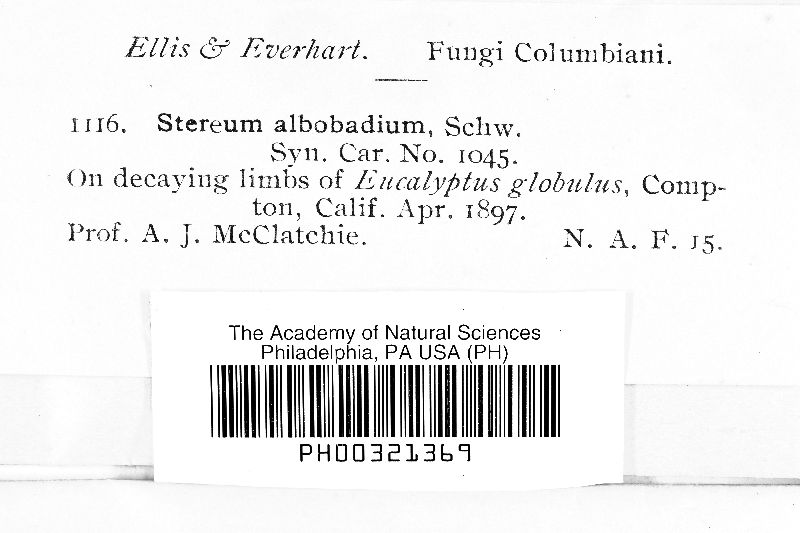 Ellis & Everhart. Fungi Columbiani.
1116. Stereum albobadium, Schw.
Syn. Car. No. 1045.
On decaying limbs of Eucalyptus globulus, Comp-
ton, Calif. Apr. 1897.
Prof. A. J. McClatchie. N. A. F. 15.
The Academy of Natural Sciences
Philadelphia, PA USA (PH)
PH00321369